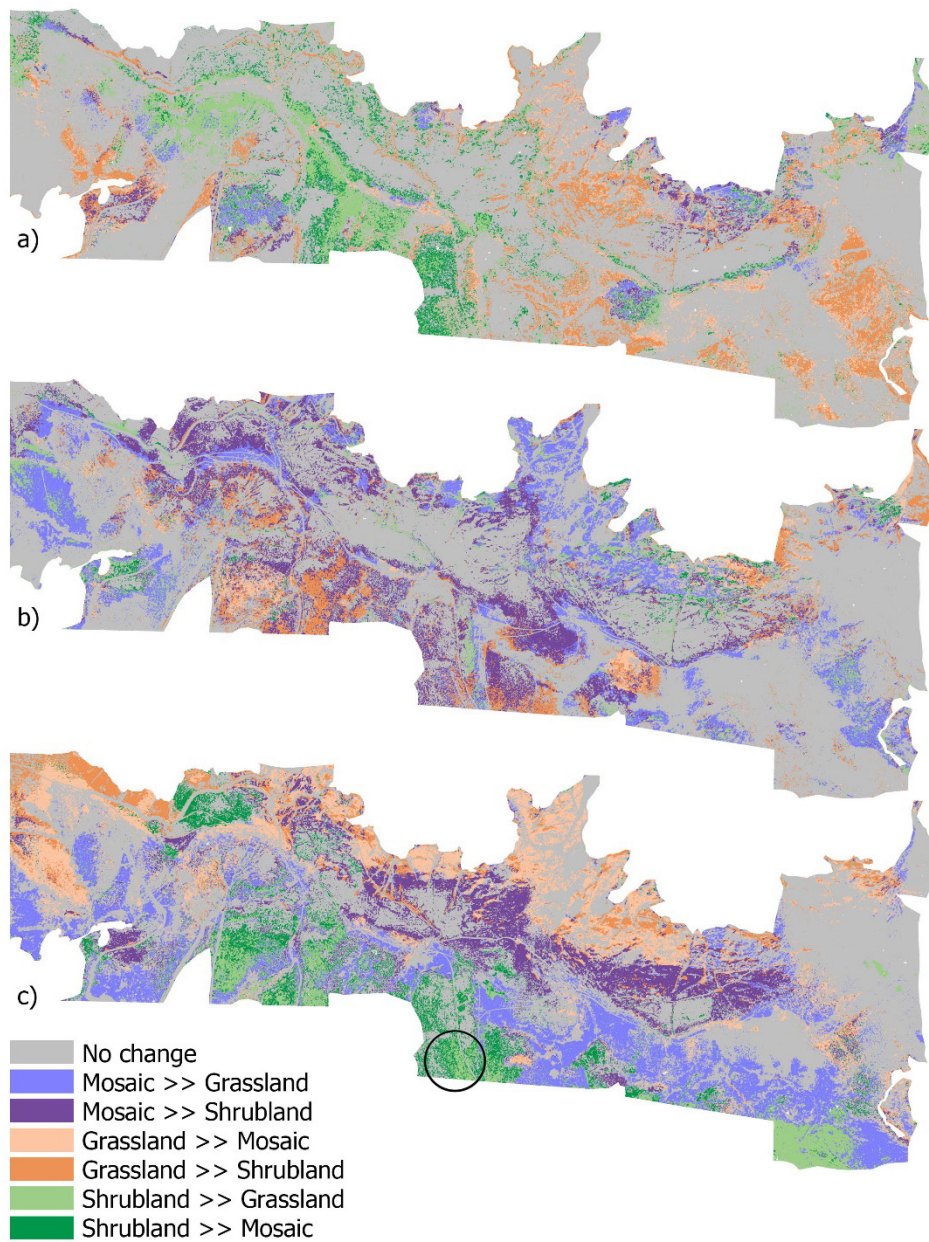 a)
b)
c)
No change
Mosaic >> Grassland
Mosaic >> Shrubland
Grassland >> Mosaic
Grassland >> Shrubland
Shrubland >> Grassland
Shrubland >> Mosaic